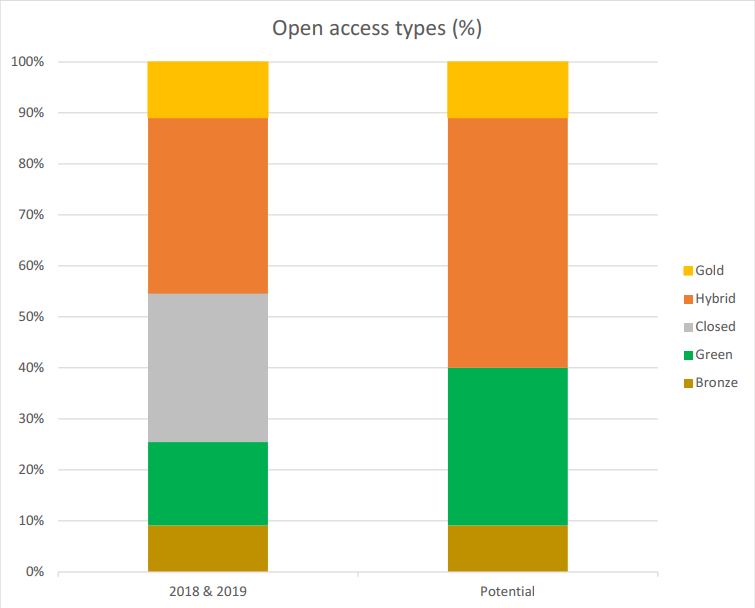 Open access types (%)
100%
90%
80%
70%
60%
50%
40%
30%
20%
10%
0%
2018 & 2019
Potential
Gold
Hybrid
Closed
Green
Bronze